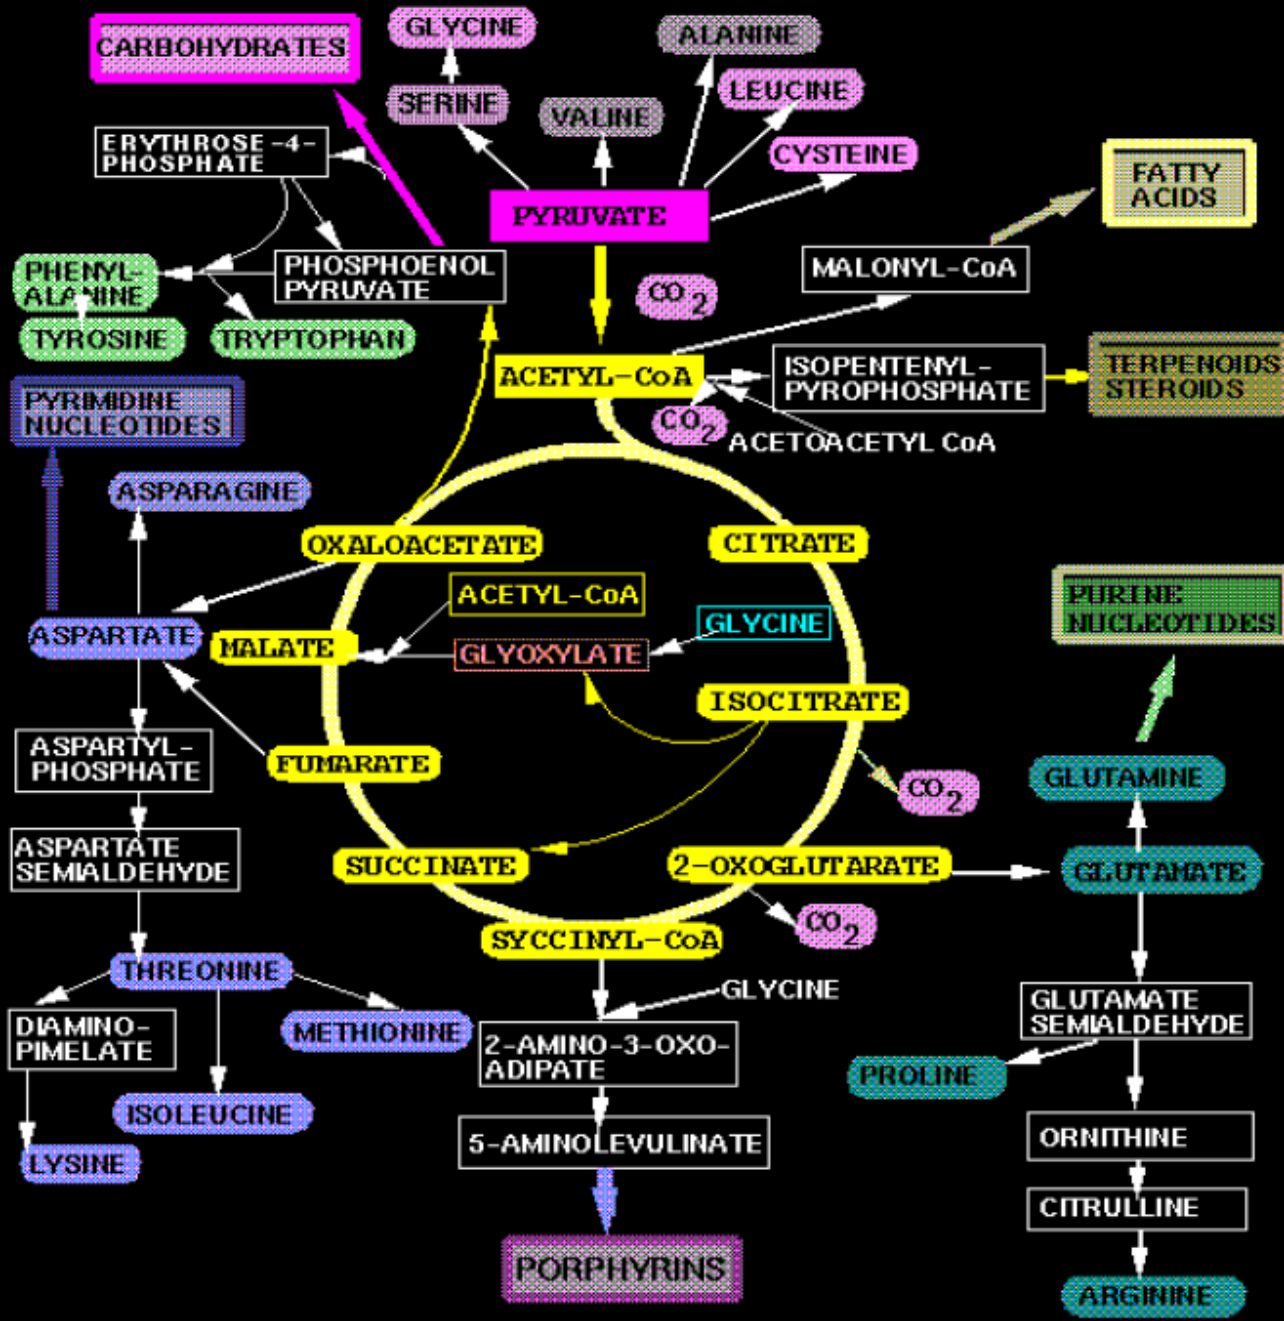 GLYCINE
ALANINE
CARBOHYDRATES
LEUCINE
SERINE
VALINE
ERYTHROSE-4-
PHOSPHATE
CYSTEINE
FATTY
ACIDS
PYRUVATE
PHENYL-
ALANINE
PHOSPHOENOL
PYRUVATE
MALONYL-CoA
CO2
TYROSINE
TRYPTOPHAN
ACETYL-CoA
ISOPENTENYL-
PYROPHOSPHATE
TERPENOIDS
STEROIDS
PYRIMIDINE
NUCLEOTIDES
CO2
ACETOACETYL CoA
ASPARAGINE
OXALOACETATE
CITRATE
ACETYL-CoA
PURINE
NUCLEOTIDES
GLYCINE
ASPARTATE
MALATE
GLYOXYLATE
ISOCITRATE
ASPARTYL-
PHOSPHATE
FUMARATE
GLUTAMINE
CO2
ASPARTATE
SEMIALDEHYDE
SUCCINATE
2-OXOGLUTARATE
GLUTAMATE
CO2
SYCCINYL-CoA
THREONINE
GLYCINE
GLUTAMATE
SEMIALDEHYDE
DIAMINO-
PIMELATE
METHIONINE
2-AMINO-3-OXO-
ADIPATE
PROLINE
ISOLEUCINE
5-AMINOLEVULINATE
ORNITHINE
LYSINE
CITRULLINE
PORPHYRINS
ARGININE